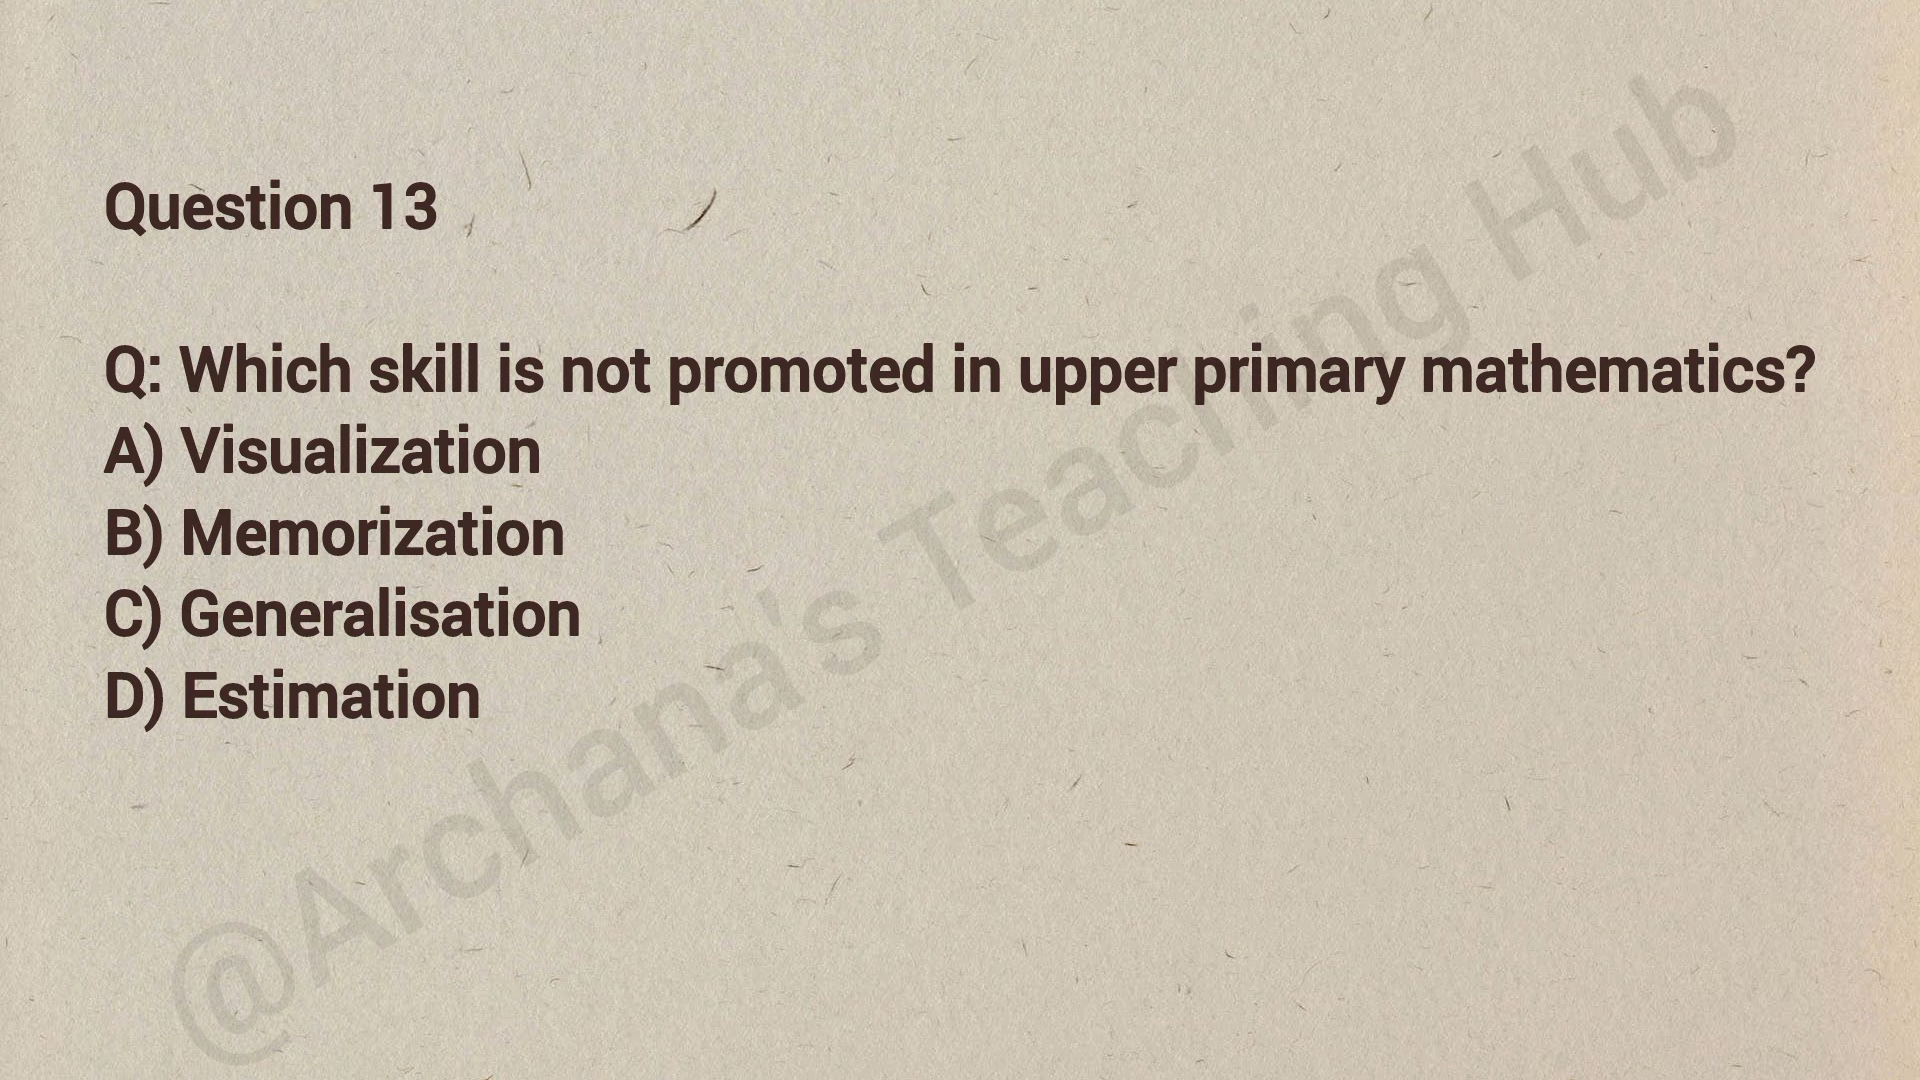 Question 13
Q: Which skill is not promoted in upper primary mathematics?
A) Visualization
B) Memorization
C) Generalisation
D) Estimation
@Archana's Teaching Hub